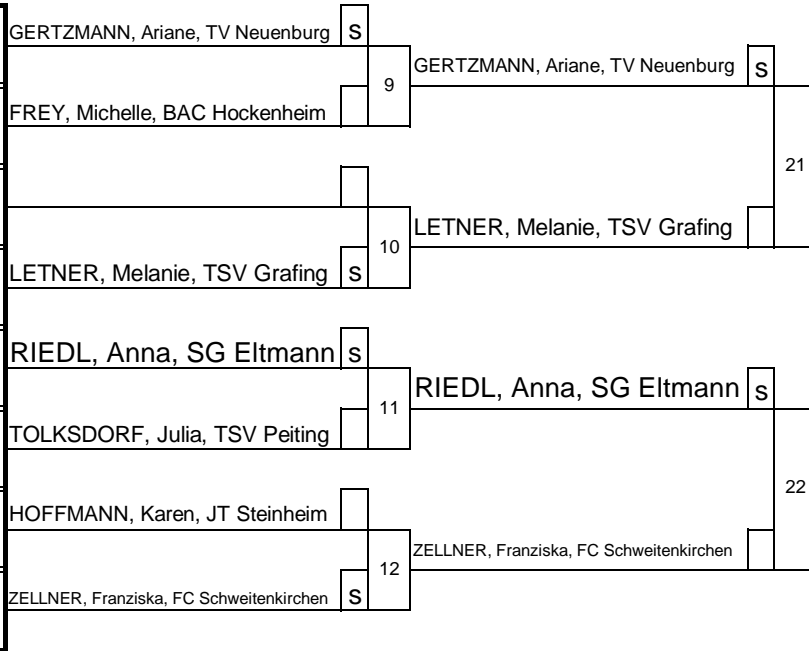 GERTZMANN, Ariane, TV Neuenburg s
9
GERTZMANN, Ariane, TV Neuenburg s
FREY, Michelle, BAC Hockenheim
21
10
LETNER, Melanie, TSV Grafing
LETNER, Melanie, TSV Grafing s
RIEDL, Anna, SG Eltmann s
11
RIEDL, Anna, SG Eltmann s
TOLKSDORF, Julia, TSV Peiting
22
HOFFMANN, Karen, JT Steinheim
12
ZELLNER, Franziska, FC Schweitenkirchen
ZELLNER, Franziska, FC Schweitenkirchen s